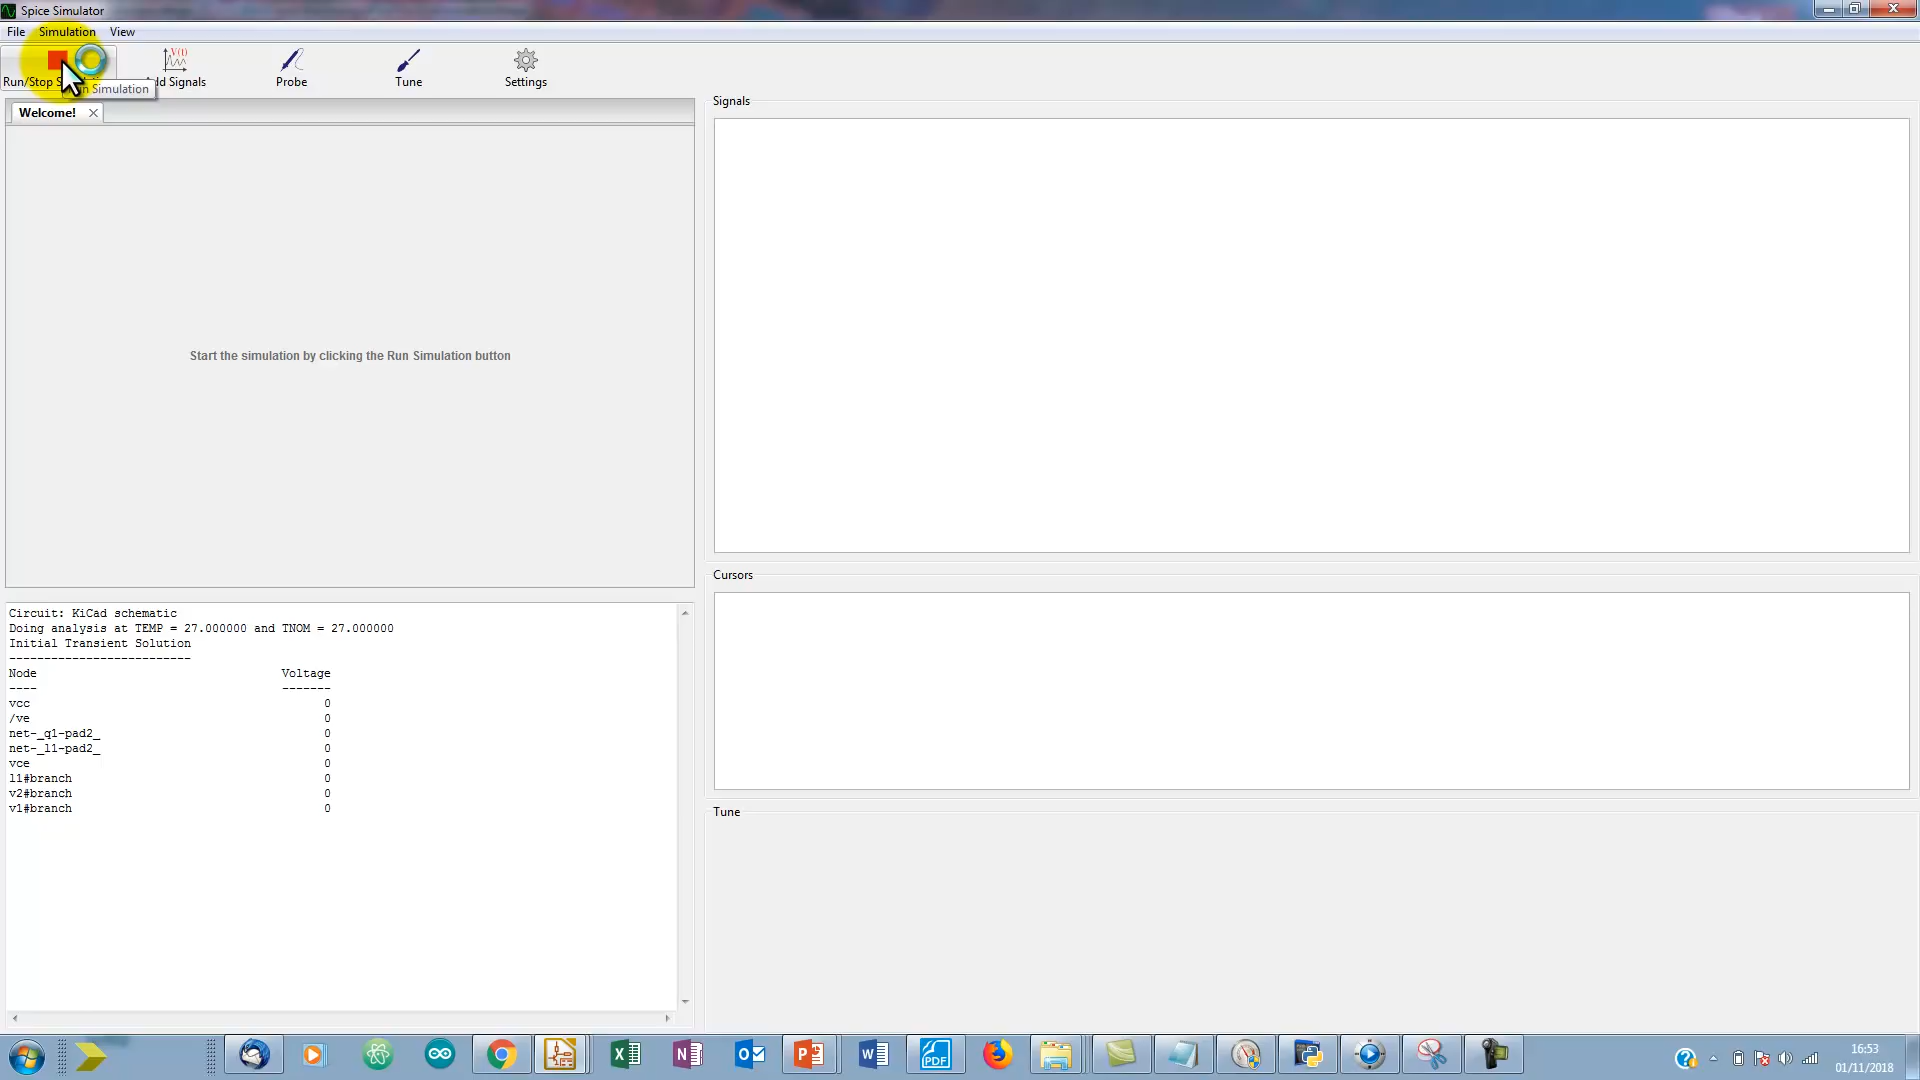 Spice Simulator
File Simulation View
Run/Stop S Add Signals Probe Tune Settings
Simulation
Welcome!
Start the simulation by clicking the Run Simulation button
Signals
Cursors
Tune
Circuit: KiCad schematic
Doing analysis at TEMP = 27.000000 and TNOM = 27.000000
Initial Transient Solution
--------------------------
Node Voltage
---- -------
vcc 0
/ve 0
net-_q1-pad2_ 0
net-_l1-pad2_ 0
vce 0
l1#branch 0
v2#branch 0
v1#branch 0
PDF
16:53
01/11/2018